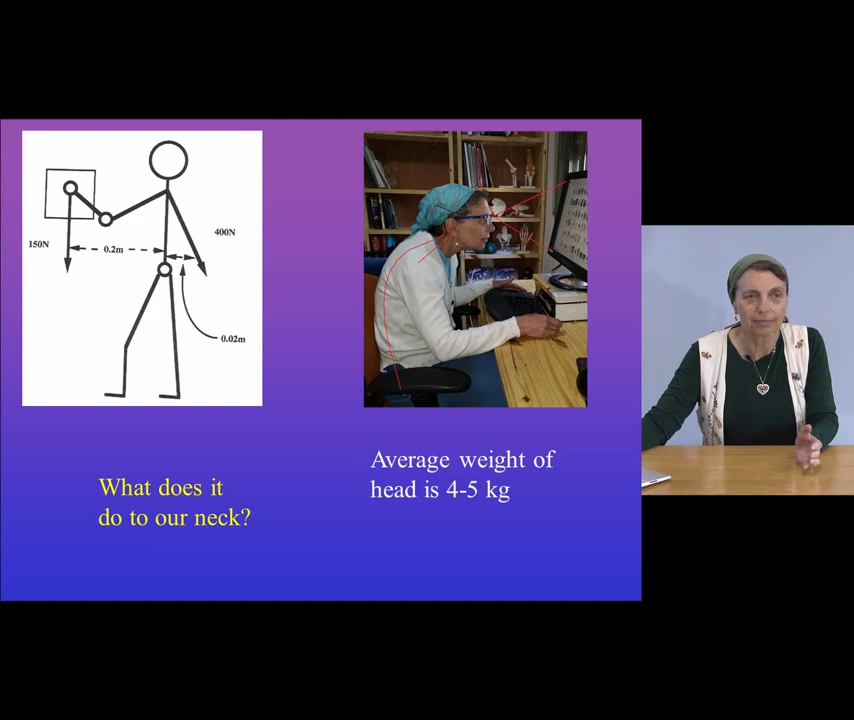 150N
0.2m
400N
0.02m
What does it
do to our neck?
Average weight of
head is 4-5 kg